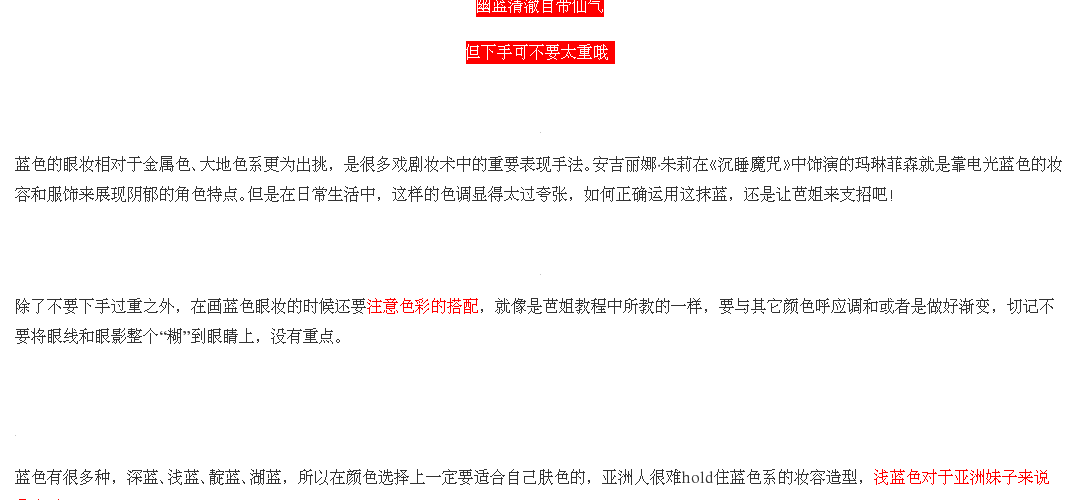 幽蓝清澈自带仙气
但下手可不要太重哦
蓝色的眼妆相对于金属色、大地色系更为出挑，是很多戏剧妆术中的重要表现手法。安吉丽娜·朱莉在《沉睡魔咒》中饰演的玛琳菲森就是靠电光蓝色的妆
容和服饰来展现阴郁的角色特点。但是在日常生活中，这样的色调显得太过夸张，如何正确运用这抹蓝，还是让芭姐来支招吧！
除了不要下手过重之外，在画蓝色眼妆的时候还要注意色彩的搭配，就像是芭姐教程中所教的一样，要与其它颜色呼应调和或者是做好渐变，切记不
要将眼线和眼影整个“糊”到眼睛上，没有重点。
蓝色有很多种，深蓝、浅蓝、靛蓝、湖蓝，所以在颜色选择上一定要适合自己肤色的，亚洲人很难hold住蓝色系的妆容造型，浅蓝色对于亚洲妹子来说